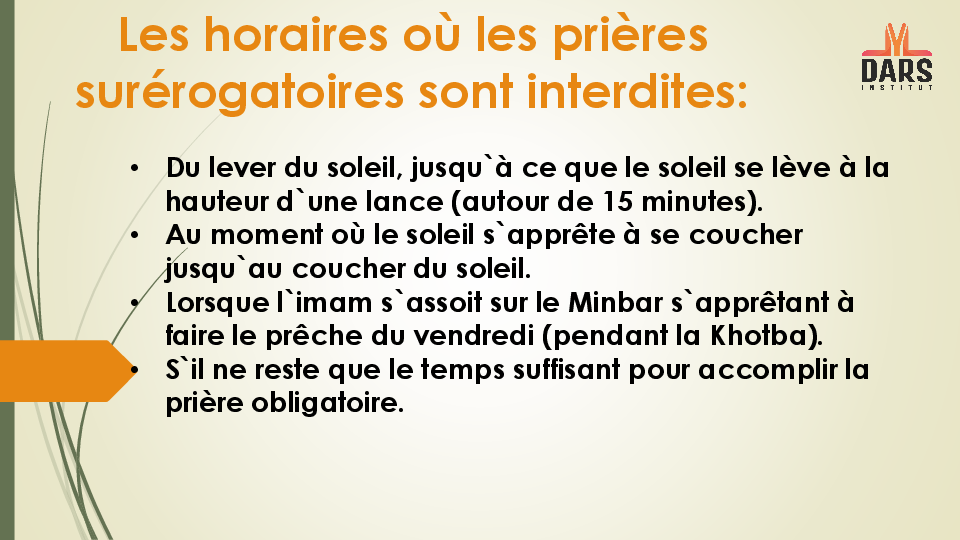 Les horaires où les prières
surérogatoires sont interdites:
DARS
INSTITUT
• Du lever du soleil, jusqu`à ce que le soleil se lève à la
hauteur d`une lance (autour de 15 minutes).
• Au moment où le soleil s`apprête à se coucher
jusqu`au coucher du soleil.
• Lorsque l`imam s`assoit sur le Minbar s`apprêtant à
faire le prêche du vendredi (pendant la Khotba).
• S`il ne reste que le temps suffisant pour accomplir la
prière obligatoire.